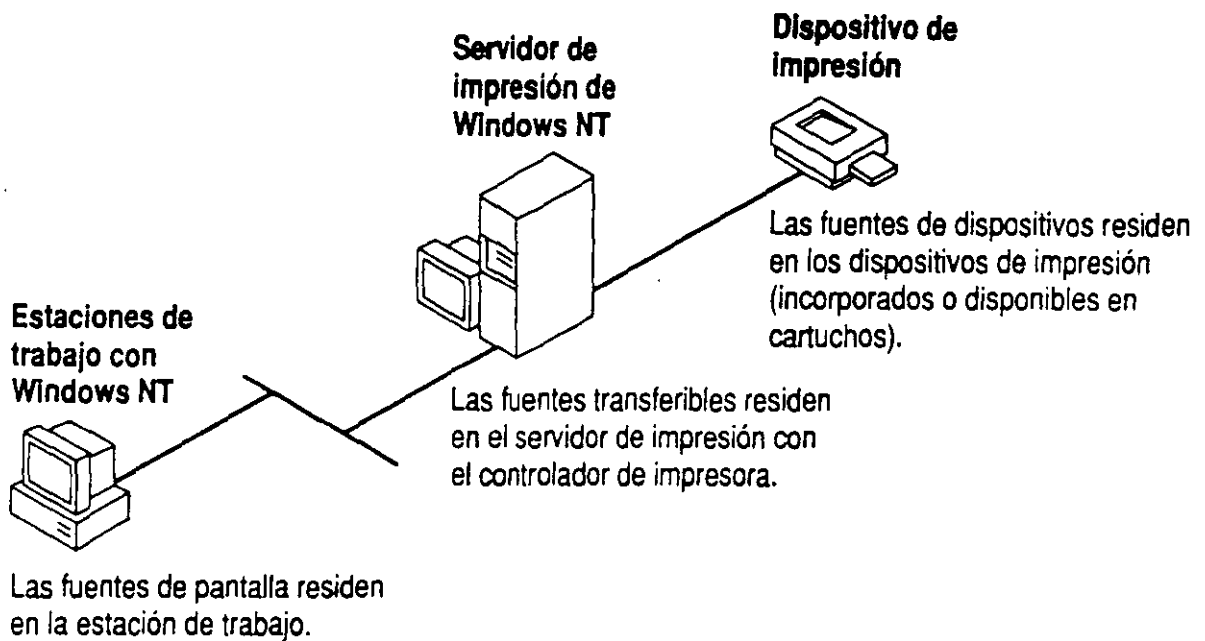 Dispositivo de
impresión
Servidor de
impresión de
Windows NT
Las fuentes de dispositivos residen
en los dispositivos de impresión
(incorporados o disponibles en
cartuchos).
Estaciones de
trabajo con
Windows NT
Las fuentes transferibles residen
en el servidor de impresión con
el controlador de impresora.
Las fuentes de pantalla residen
en la estación de trabajo.